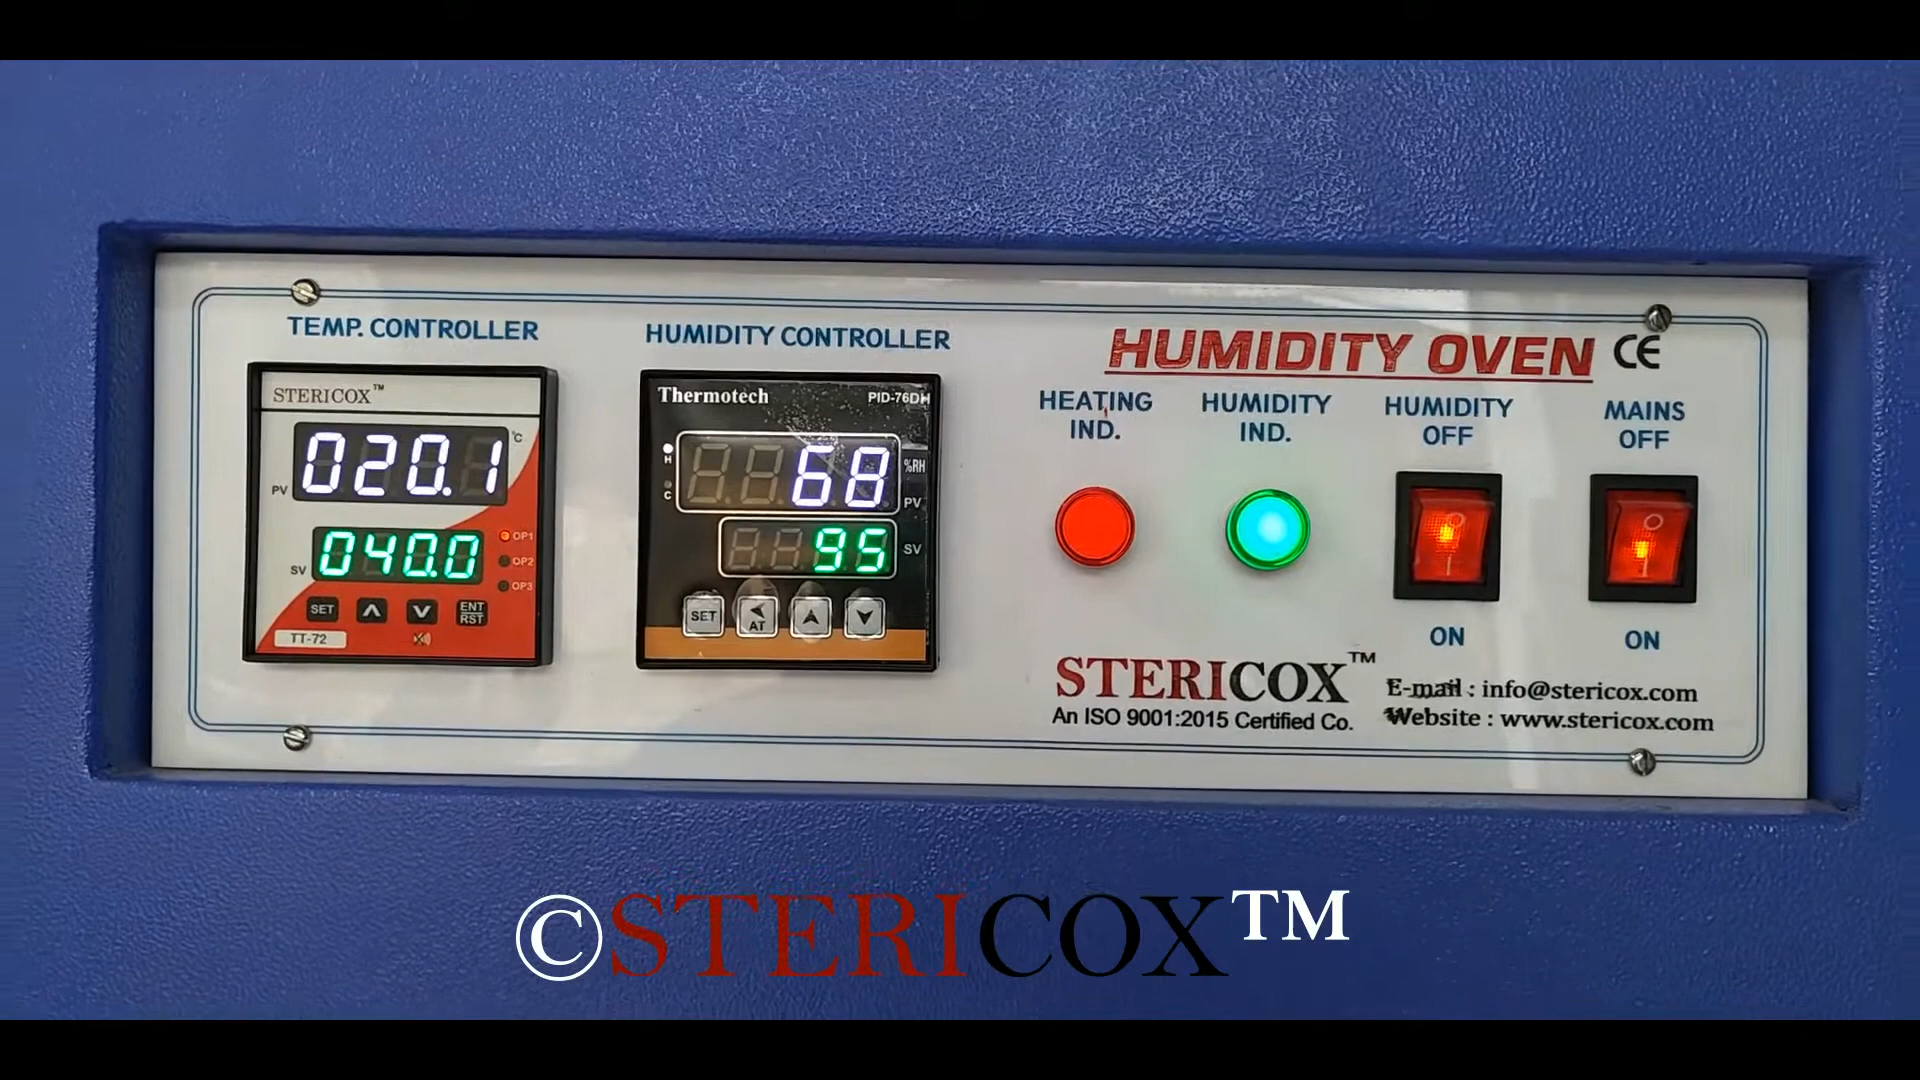 TEMP. CONTROLLER
STERICOX™
020.1
°C
PV
040.0
SV
OP1
OP2
OP3
SET
ENT
RST
TT-72
HUMIDITY CONTROLLER
Thermotech
PID-76DH
H
C
68
%RH
PV
95
SV
SET
AT
HUMIDITY OVEN CE
HEATING
IND.
HUMIDITY
IND.
HUMIDITY
OFF
ON
MAINS
OFF
ON
STERICOX™
An ISO 9001:2015 Certified Co.
E-mail : info@stericox.com
Website : www.stericox.com
©STERICOX™